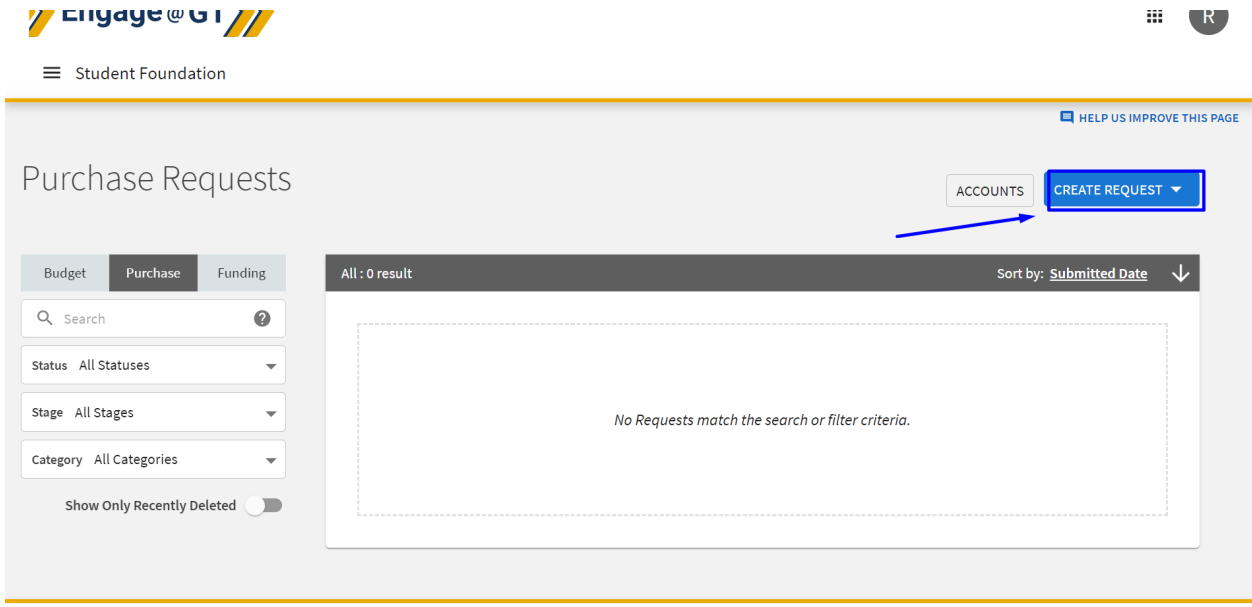 Engage@GT
R
Student Foundation
HELP US IMPROVE THIS PAGE
Purchase Requests
ACCOUNTS
CREATE REQUEST
Budget Purchase Funding
All : 0 result
Sort by: Submitted Date
Search
?
Status All Statuses
Stage All Stages
Category All Categories
Show Only Recently Deleted
No Requests match the search or filter criteria.